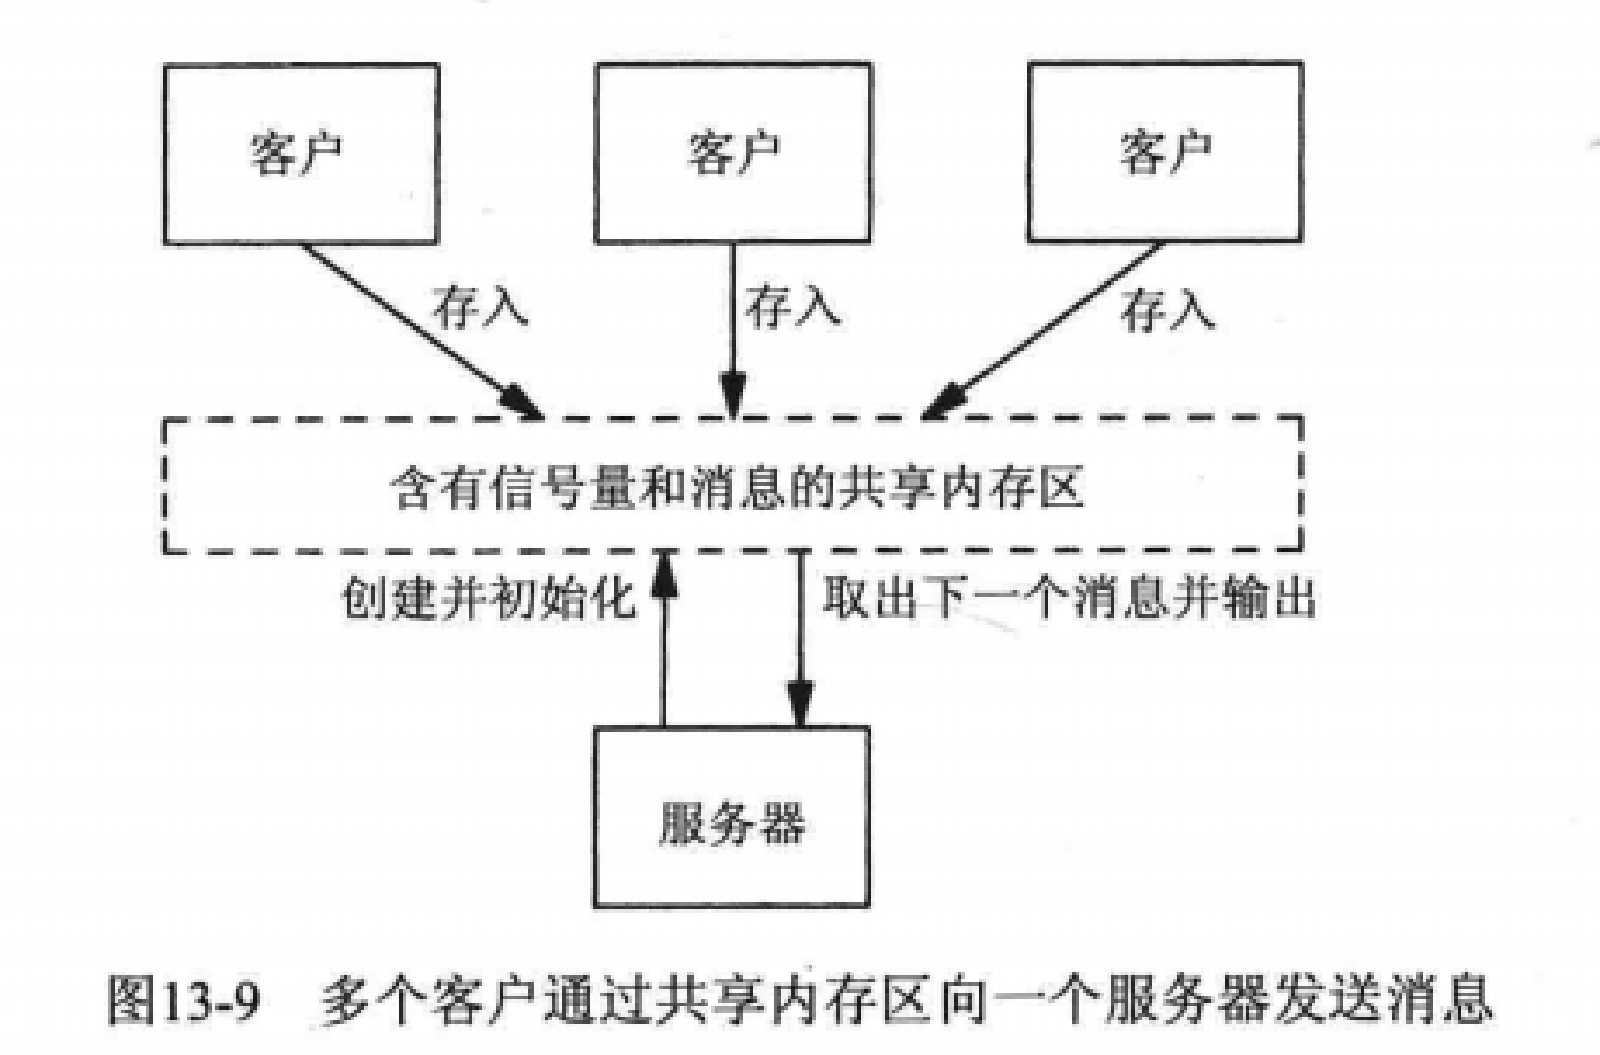 客户 客户 客户
存入 存入 存入
含有信号量和消息的共享内存区
创建并初始化 取出下一个消息并输出
服务器
图13-9 多个客户通过共享内存区向一个服务器发送消息